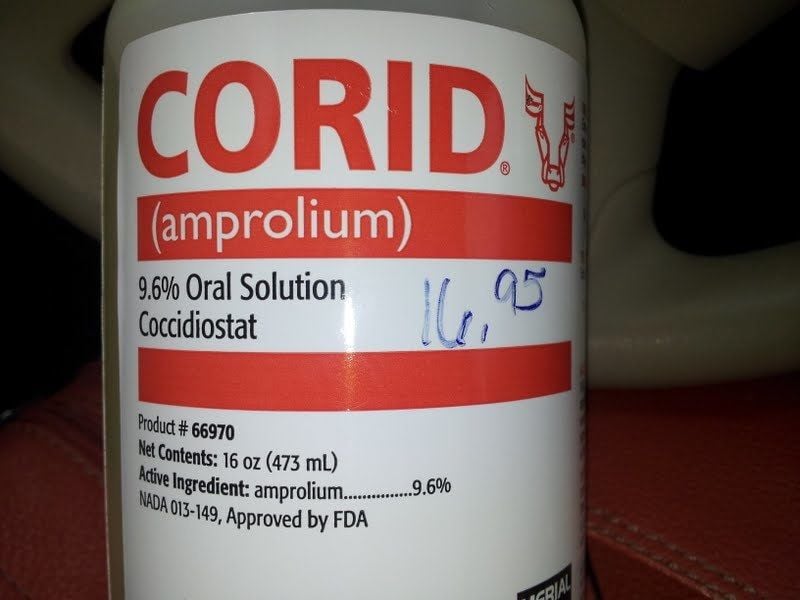 CORID®
(amprolium)
9.6% Oral Solution
Coccidiostat
16.95
Product # 66970
Net Contents: 16 oz (473 mL)
Active Ingredient: amprolium...............9.6%
NADA 013-149, Approved by FDA